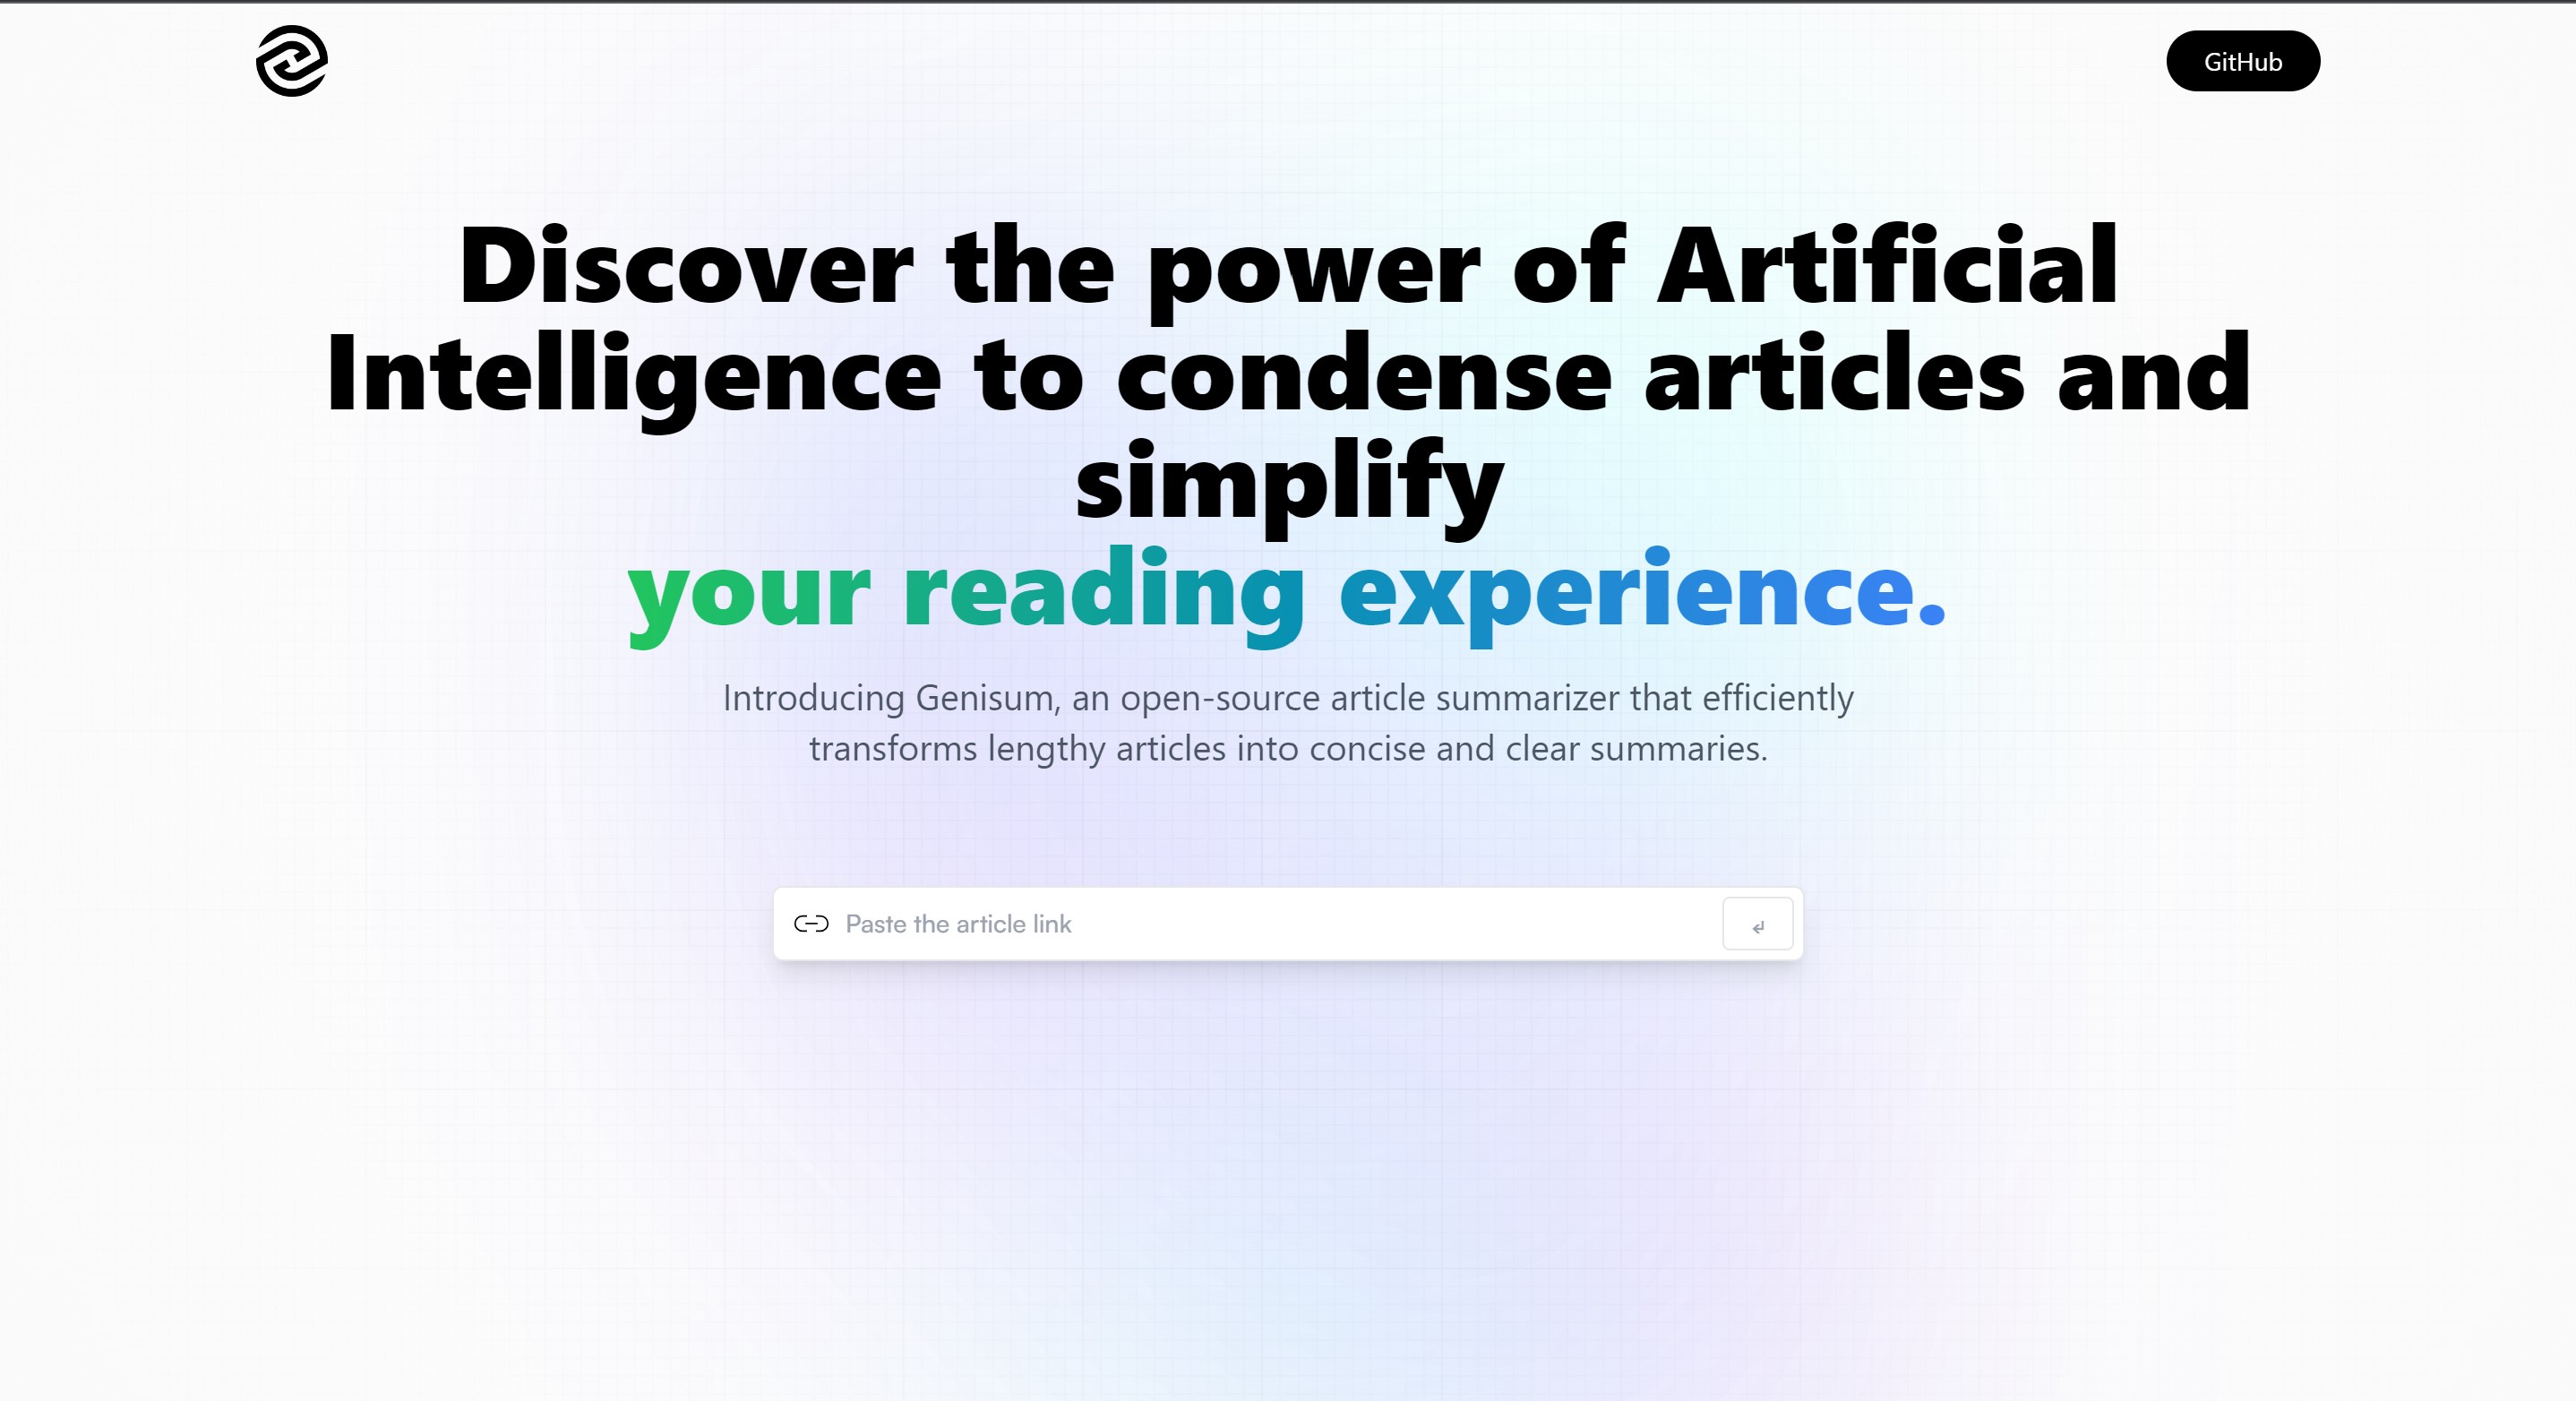 GitHub
Discover the power of Artificial
Intelligence to condense articles and
simplify
your reading experience.
Introducing Genisum, an open-source article summarizer that efficiently
transforms lengthy articles into concise and clear summaries.
Paste the article link